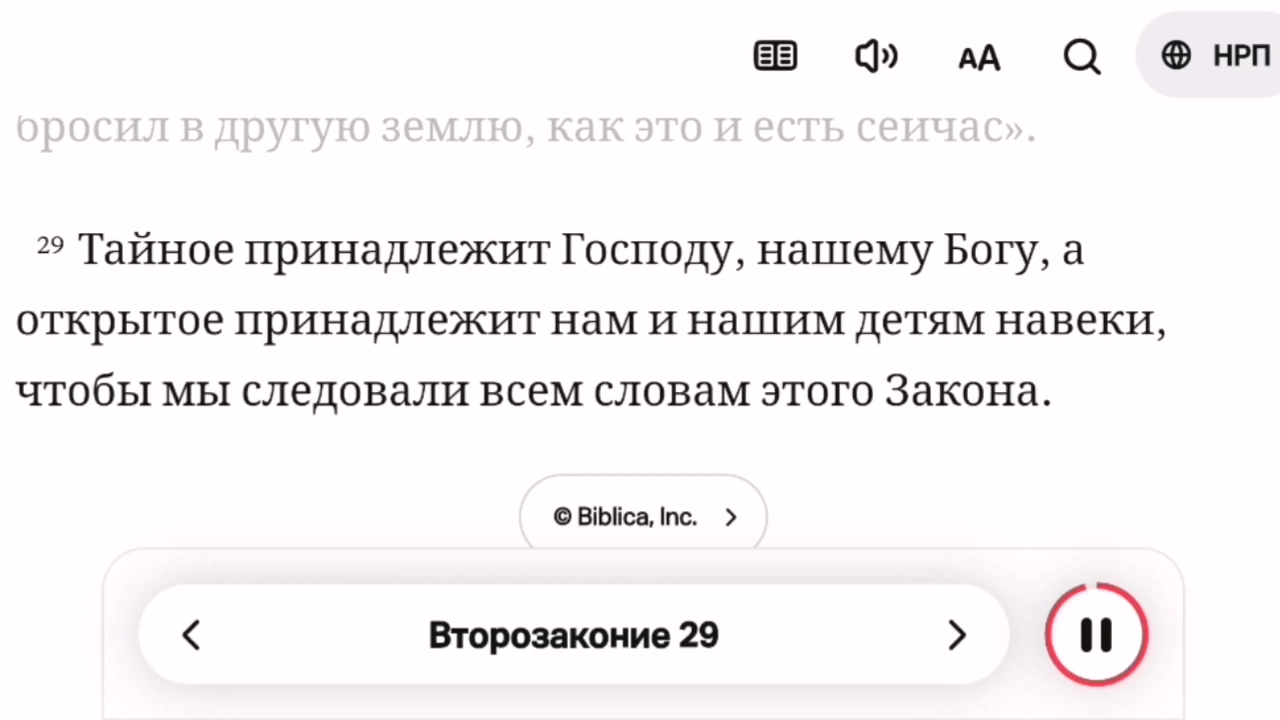 AA
НРП
бросил в другую землю, как это и есть сейчас».
29 Тайное принадлежит Господу, нашему Богу, а
открытое принадлежит нам и нашим детям навеки,
чтобы мы следовали всем словам этого Закона.
© Biblica, Inc.
Второзаконие 29